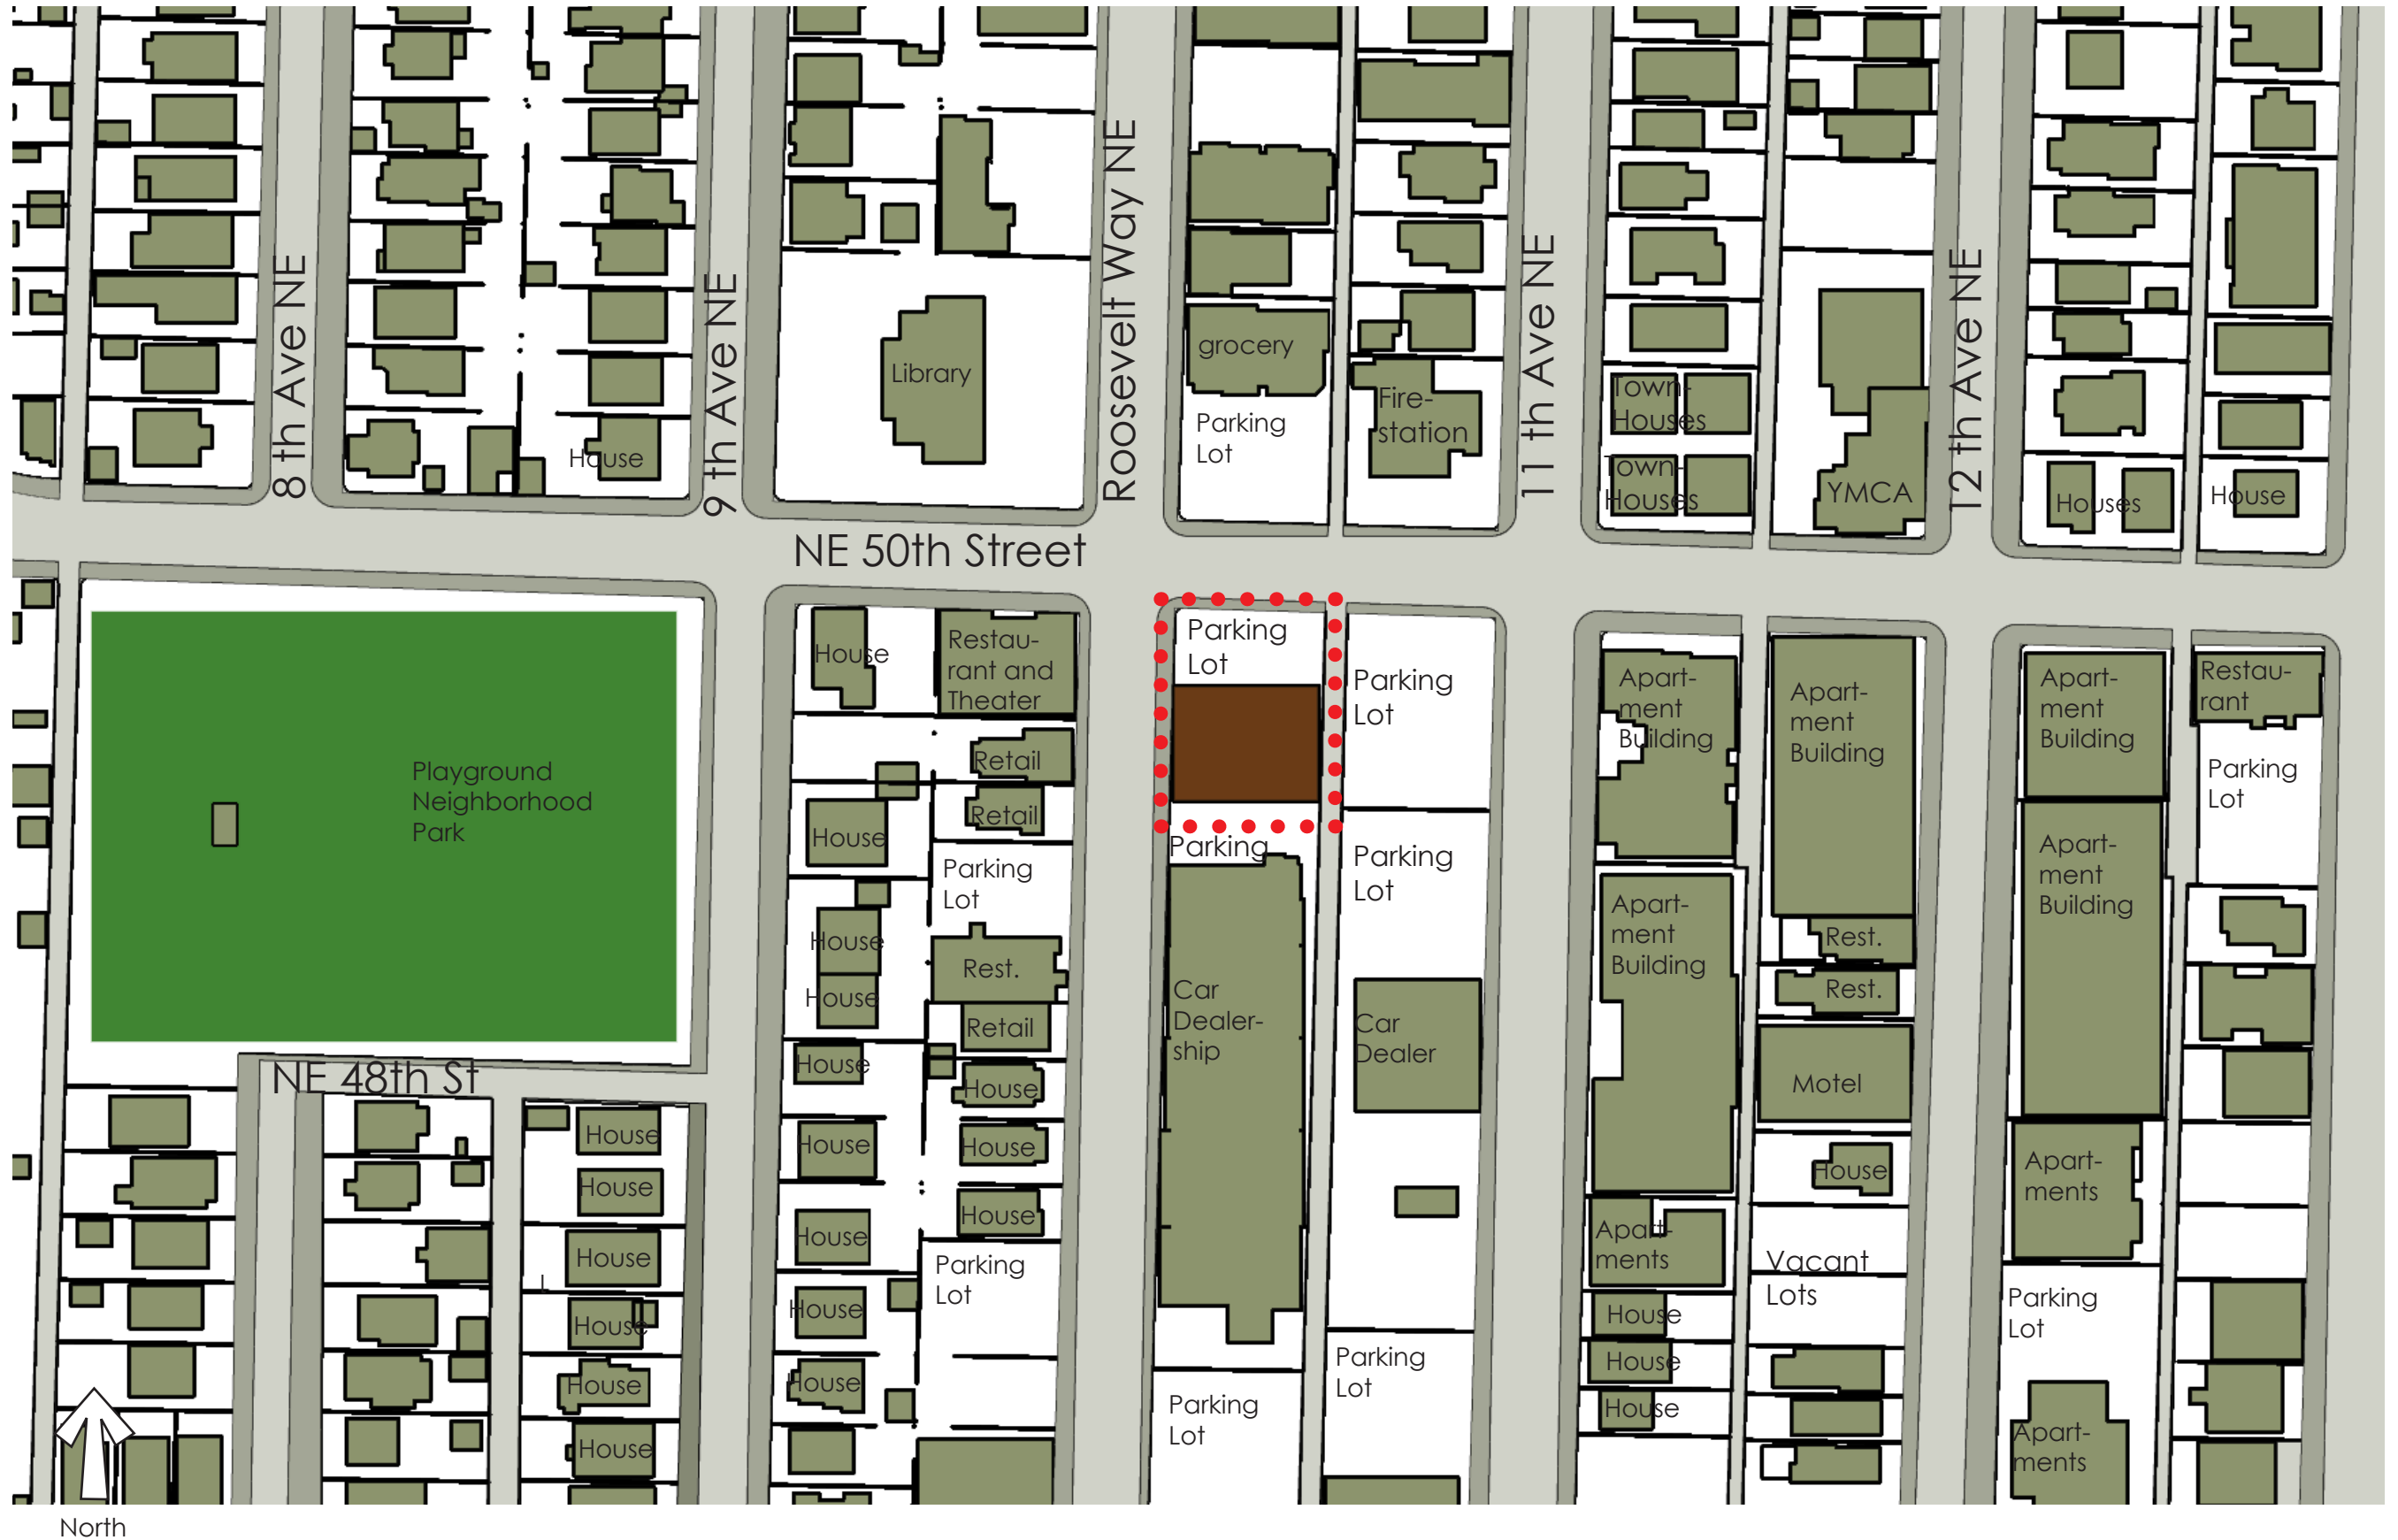 8 th Ave NE
9 th Ave NE
Roosevelt Way NE
11 th Ave NE
12 th Ave NE
House
Library
grocery
Parking
Lot
Fire-
station
Town-
Houses
Town-
Houses
YMCA
Houses
House
NE 50th Street
Playground
Neighborhood
Park
NE 48th St
House
Restau-
rant and
Theater
Retail
Retail
House
Parking
Lot
House
House
Rest.
Retail
House
House
House
House
House
House
Parking
Lot
House
House
House
House
House
House
House
House
Parking
Lot
Parking
Car
Dealer-
ship
Parking
Lot
Parking
Lot
Parking
Lot
Car
Dealer
Parking
Lot
Apart-
ment
Building
Apart-
ment
Building
Apart-
ments
House
House
House
Apart-
ment
Building
Rest.
Rest.
Motel
House
Vacant
Lots
Apart-
ment
Building
Apart-
ment
Building
Apart-
ments
Parking
Lot
Apart-
ments
Restau-
rant
Parking
Lot
North